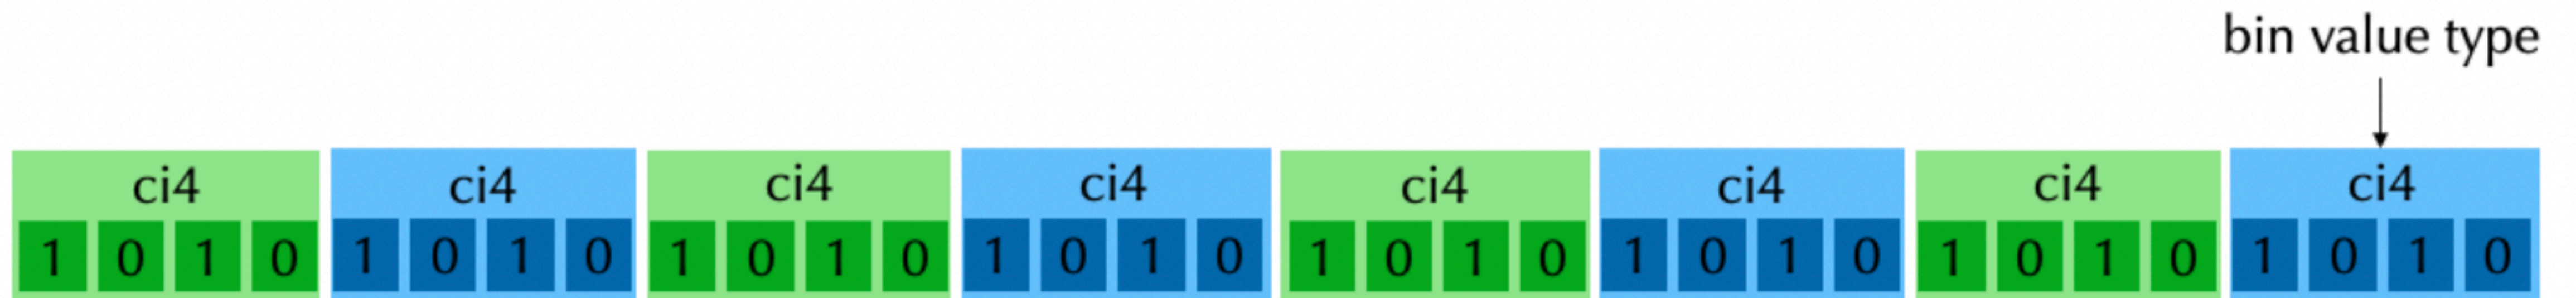 bin value type
ci4 ci4 ci4 ci4 ci4 ci4 ci4 ci4
1 0 1 0 1 0 1 0 1 0 1 0 1 0 1 0 1 0 1 0 1 0 1 0 1 0 1 0 1 0 1 0